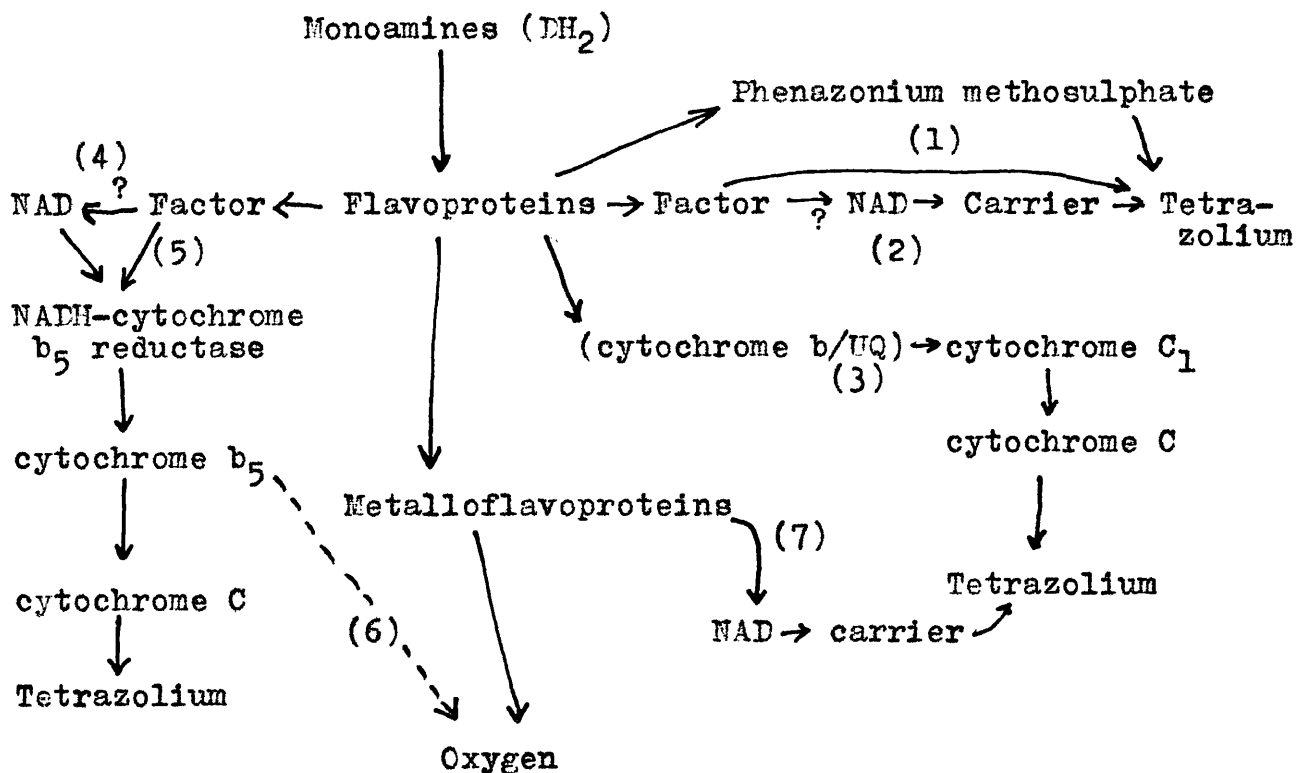 Monoamines (DH2)
Phenazonium methosulphate
(1)
(4)
?
NAD
Factor
Flavoproteins
Factor
?
NAD
Carrier
Tetra-
zolium
(5)
(2)
NADH-cytochrome
b5 reductase
(cytochrome b/UQ)
cytochrome C1
(3)
cytochrome b5
cytochrome C
Metalloflavoproteins
(7)
cytochrome C
Tetrazolium
(6)
NAD
carrier
Tetrazolium
Oxygen